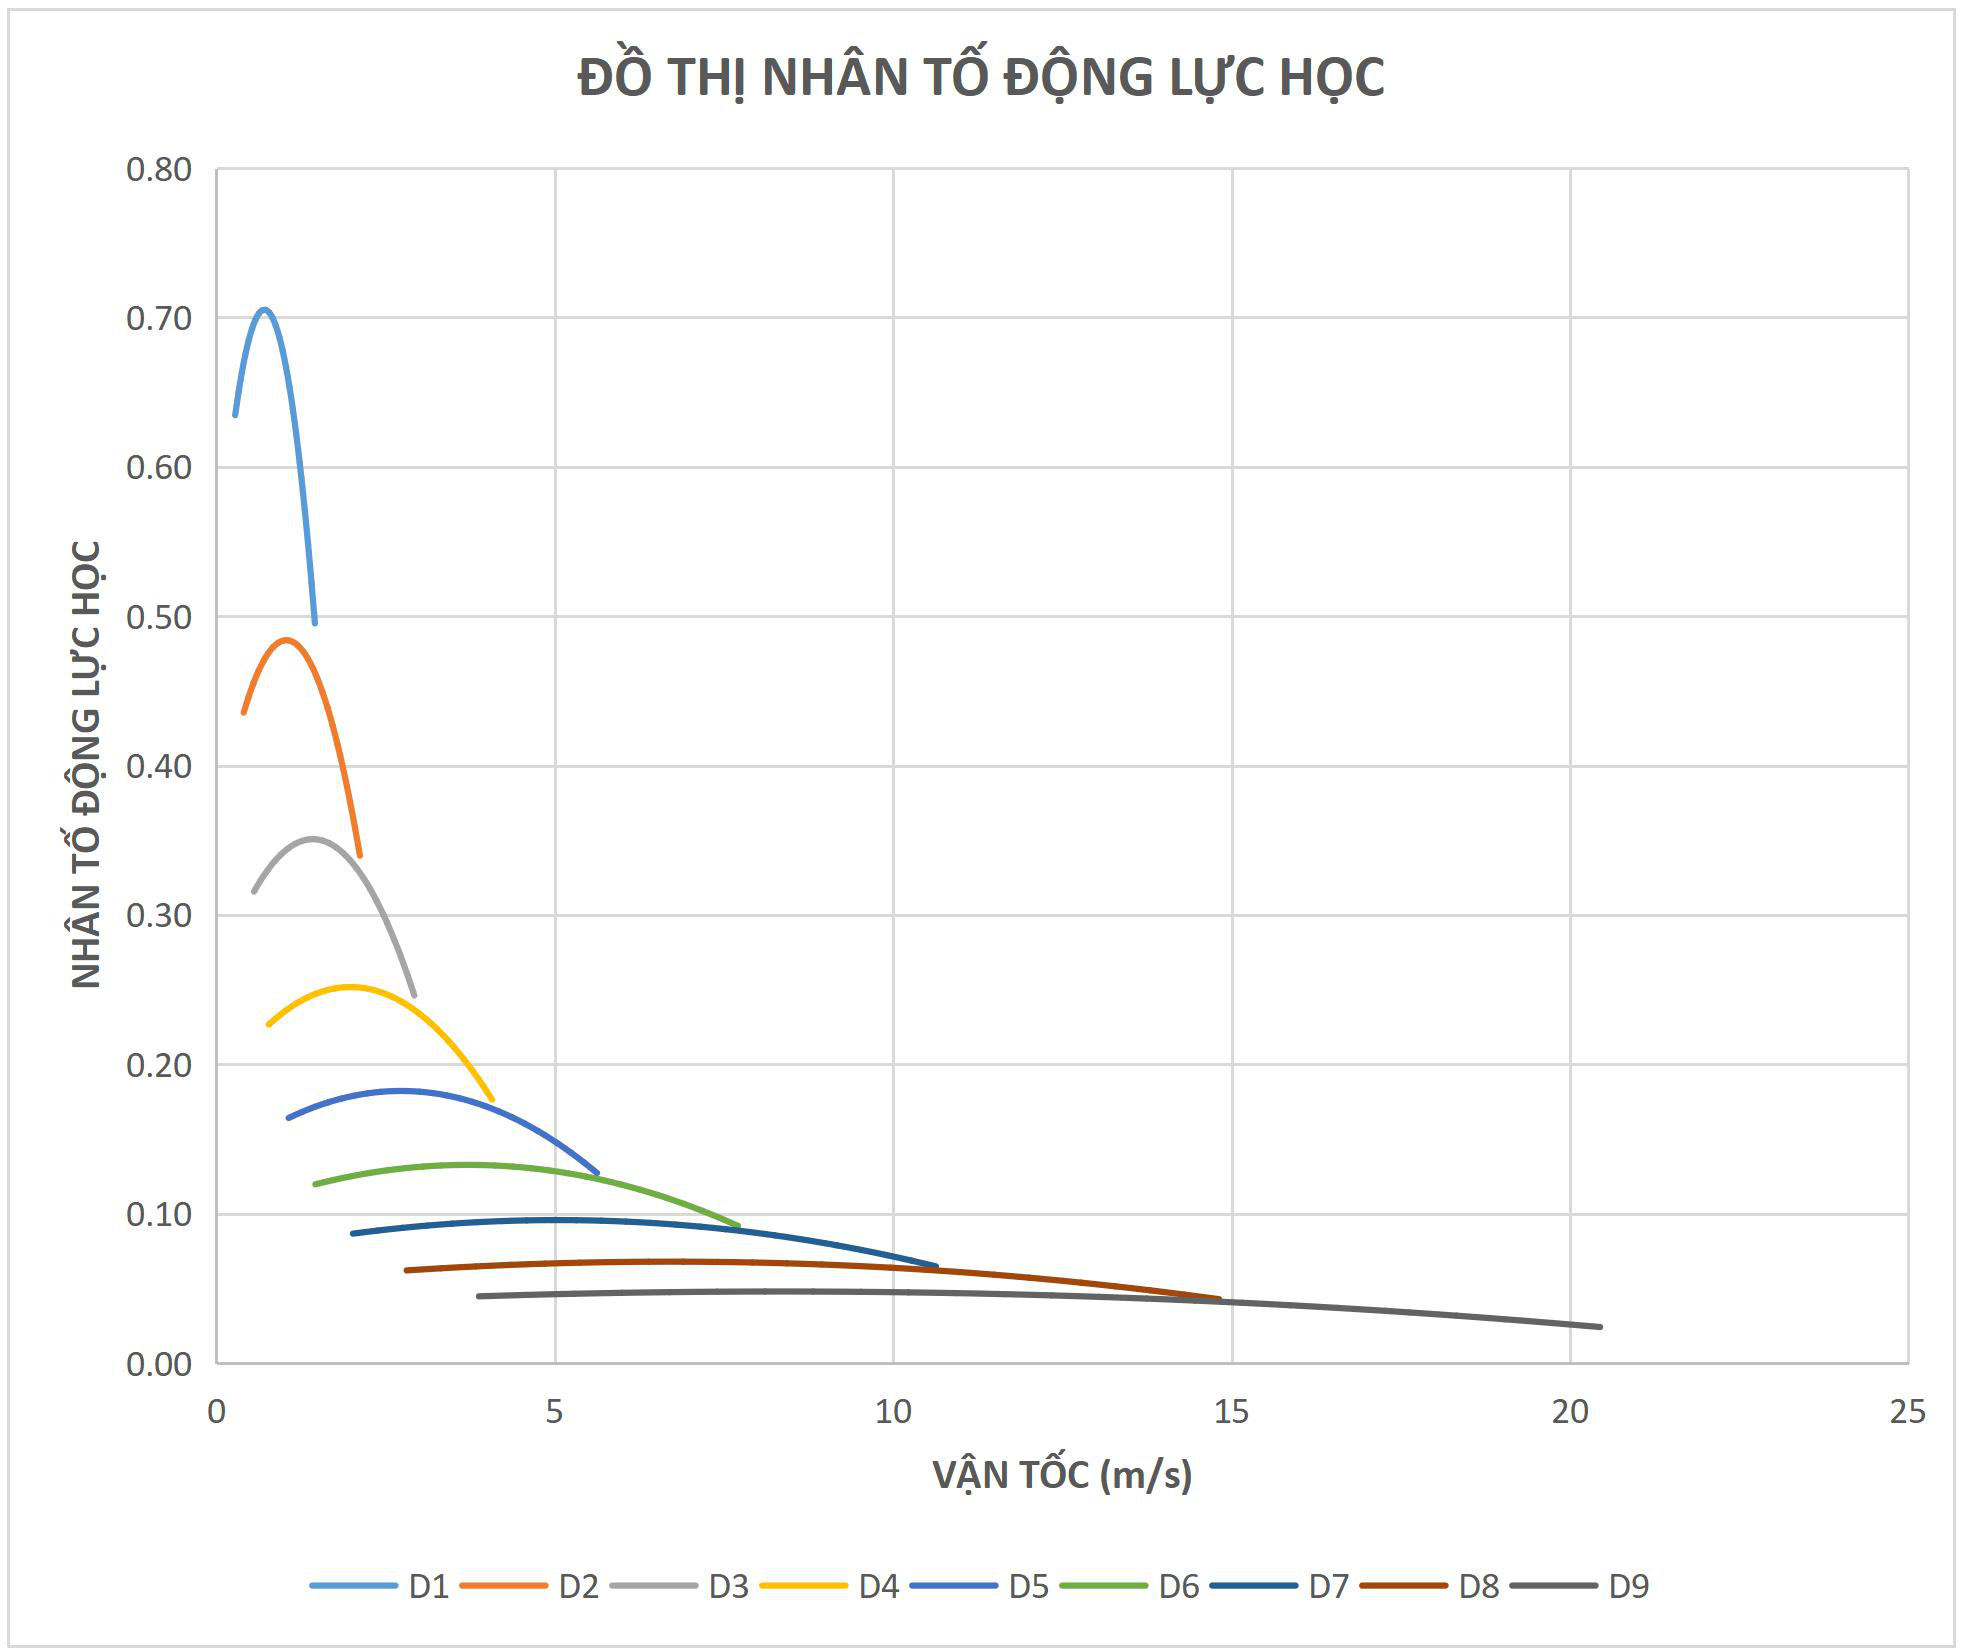 ĐỒ THỊ NHÂN TỐ ĐỘNG LỰC HỌC
0.80
0.70
0.60
0.50
0.40
0.30
0.20
0.10
0.00
NHÂN TỐ ĐỘNG LỰC HỌC
0 5 10 15 20 25
VẬN TỐC (m/s)
D1 D2 D3 D4 D5 D6 D7 D8 D9